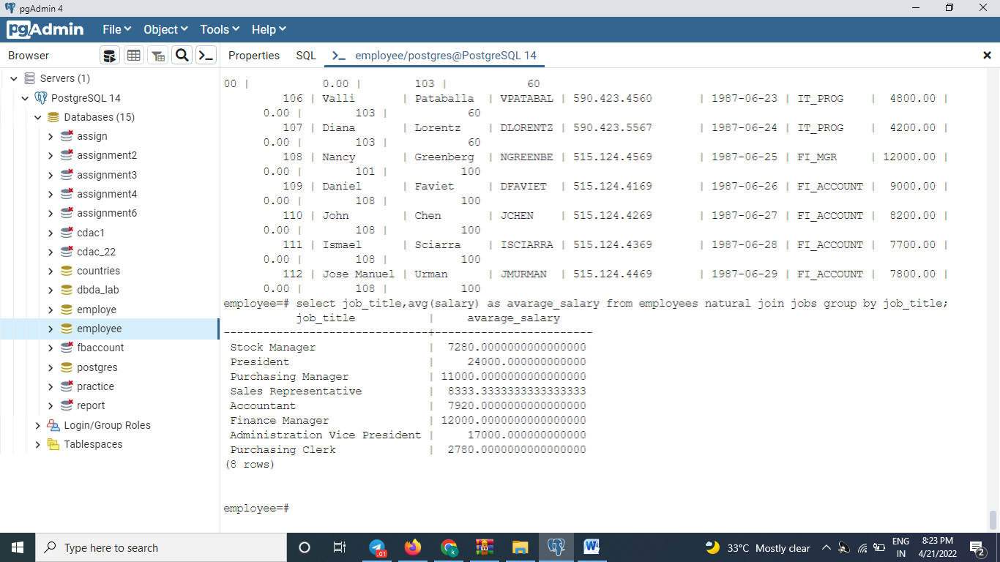 pgAdmin 4
pgAdmin File Object Tools Help
Browser Properties SQL employee/postgres@PostgreSQL 14
Servers (1)
PostgreSQL 14
Databases (15)
assign
assignment2
assignment3
assignment4
assignment6
cdac1
cdac_22
countries
dbda_lab
employe
employee
fbaccount
postgres
practice
report
Login/Group Roles
Tablespaces
00 | 0.00 | 103 | 60
106 | Valli | Pataballa | VPATABAL | 590.423.4560 | 1987-06-23 | IT_PROG | 4800.00 |
0.00 | 103 | 60
107 | Diana | Lorentz | DLORENTZ | 590.423.5567 | 1987-06-24 | IT_PROG | 4200.00 |
0.00 | 103 | 60
108 | Nancy | Greenberg | NGREENBE | 515.124.4569 | 1987-06-25 | FI_MGR | 12000.00 |
0.00 | 101 | 100
109 | Daniel | Faviet | DFAVIET | 515.124.4169 | 1987-06-26 | FI_ACCOUNT | 9000.00 |
0.00 | 108 | 100
110 | John | Chen | JCHEN | 515.124.4269 | 1987-06-27 | FI_ACCOUNT | 8200.00 |
0.00 | 108 | 100
111 | Ismael | Sciarra | ISCIARRA | 515.124.4369 | 1987-06-28 | FI_ACCOUNT | 7700.00 |
0.00 | 108 | 100
112 | Jose Manuel | Urman | JMURMAN | 515.124.4469 | 1987-06-29 | FI_ACCOUNT | 7800.00 |
0.00 | 108 | 100
employee=# select job_title,avg(salary) as avarage_salary from employees natural join jobs group by job_title;
job_title | avarage_salary
-------------------------------+------------------------
Stock Manager | 7280.0000000000000000
President | 24000.000000000000
Purchasing Manager | 11000.0000000000000000
Sales Representative | 8333.3333333333333333
Accountant | 7920.0000000000000000
Finance Manager | 12000.0000000000000000
Administration Vice President | 17000.000000000000
Purchasing Clerk | 2780.0000000000000000
(8 rows)
employee=#
Type here to search
.01
k
33°C Mostly clear
ENG
IN
8:23 PM
4/21/2022
2